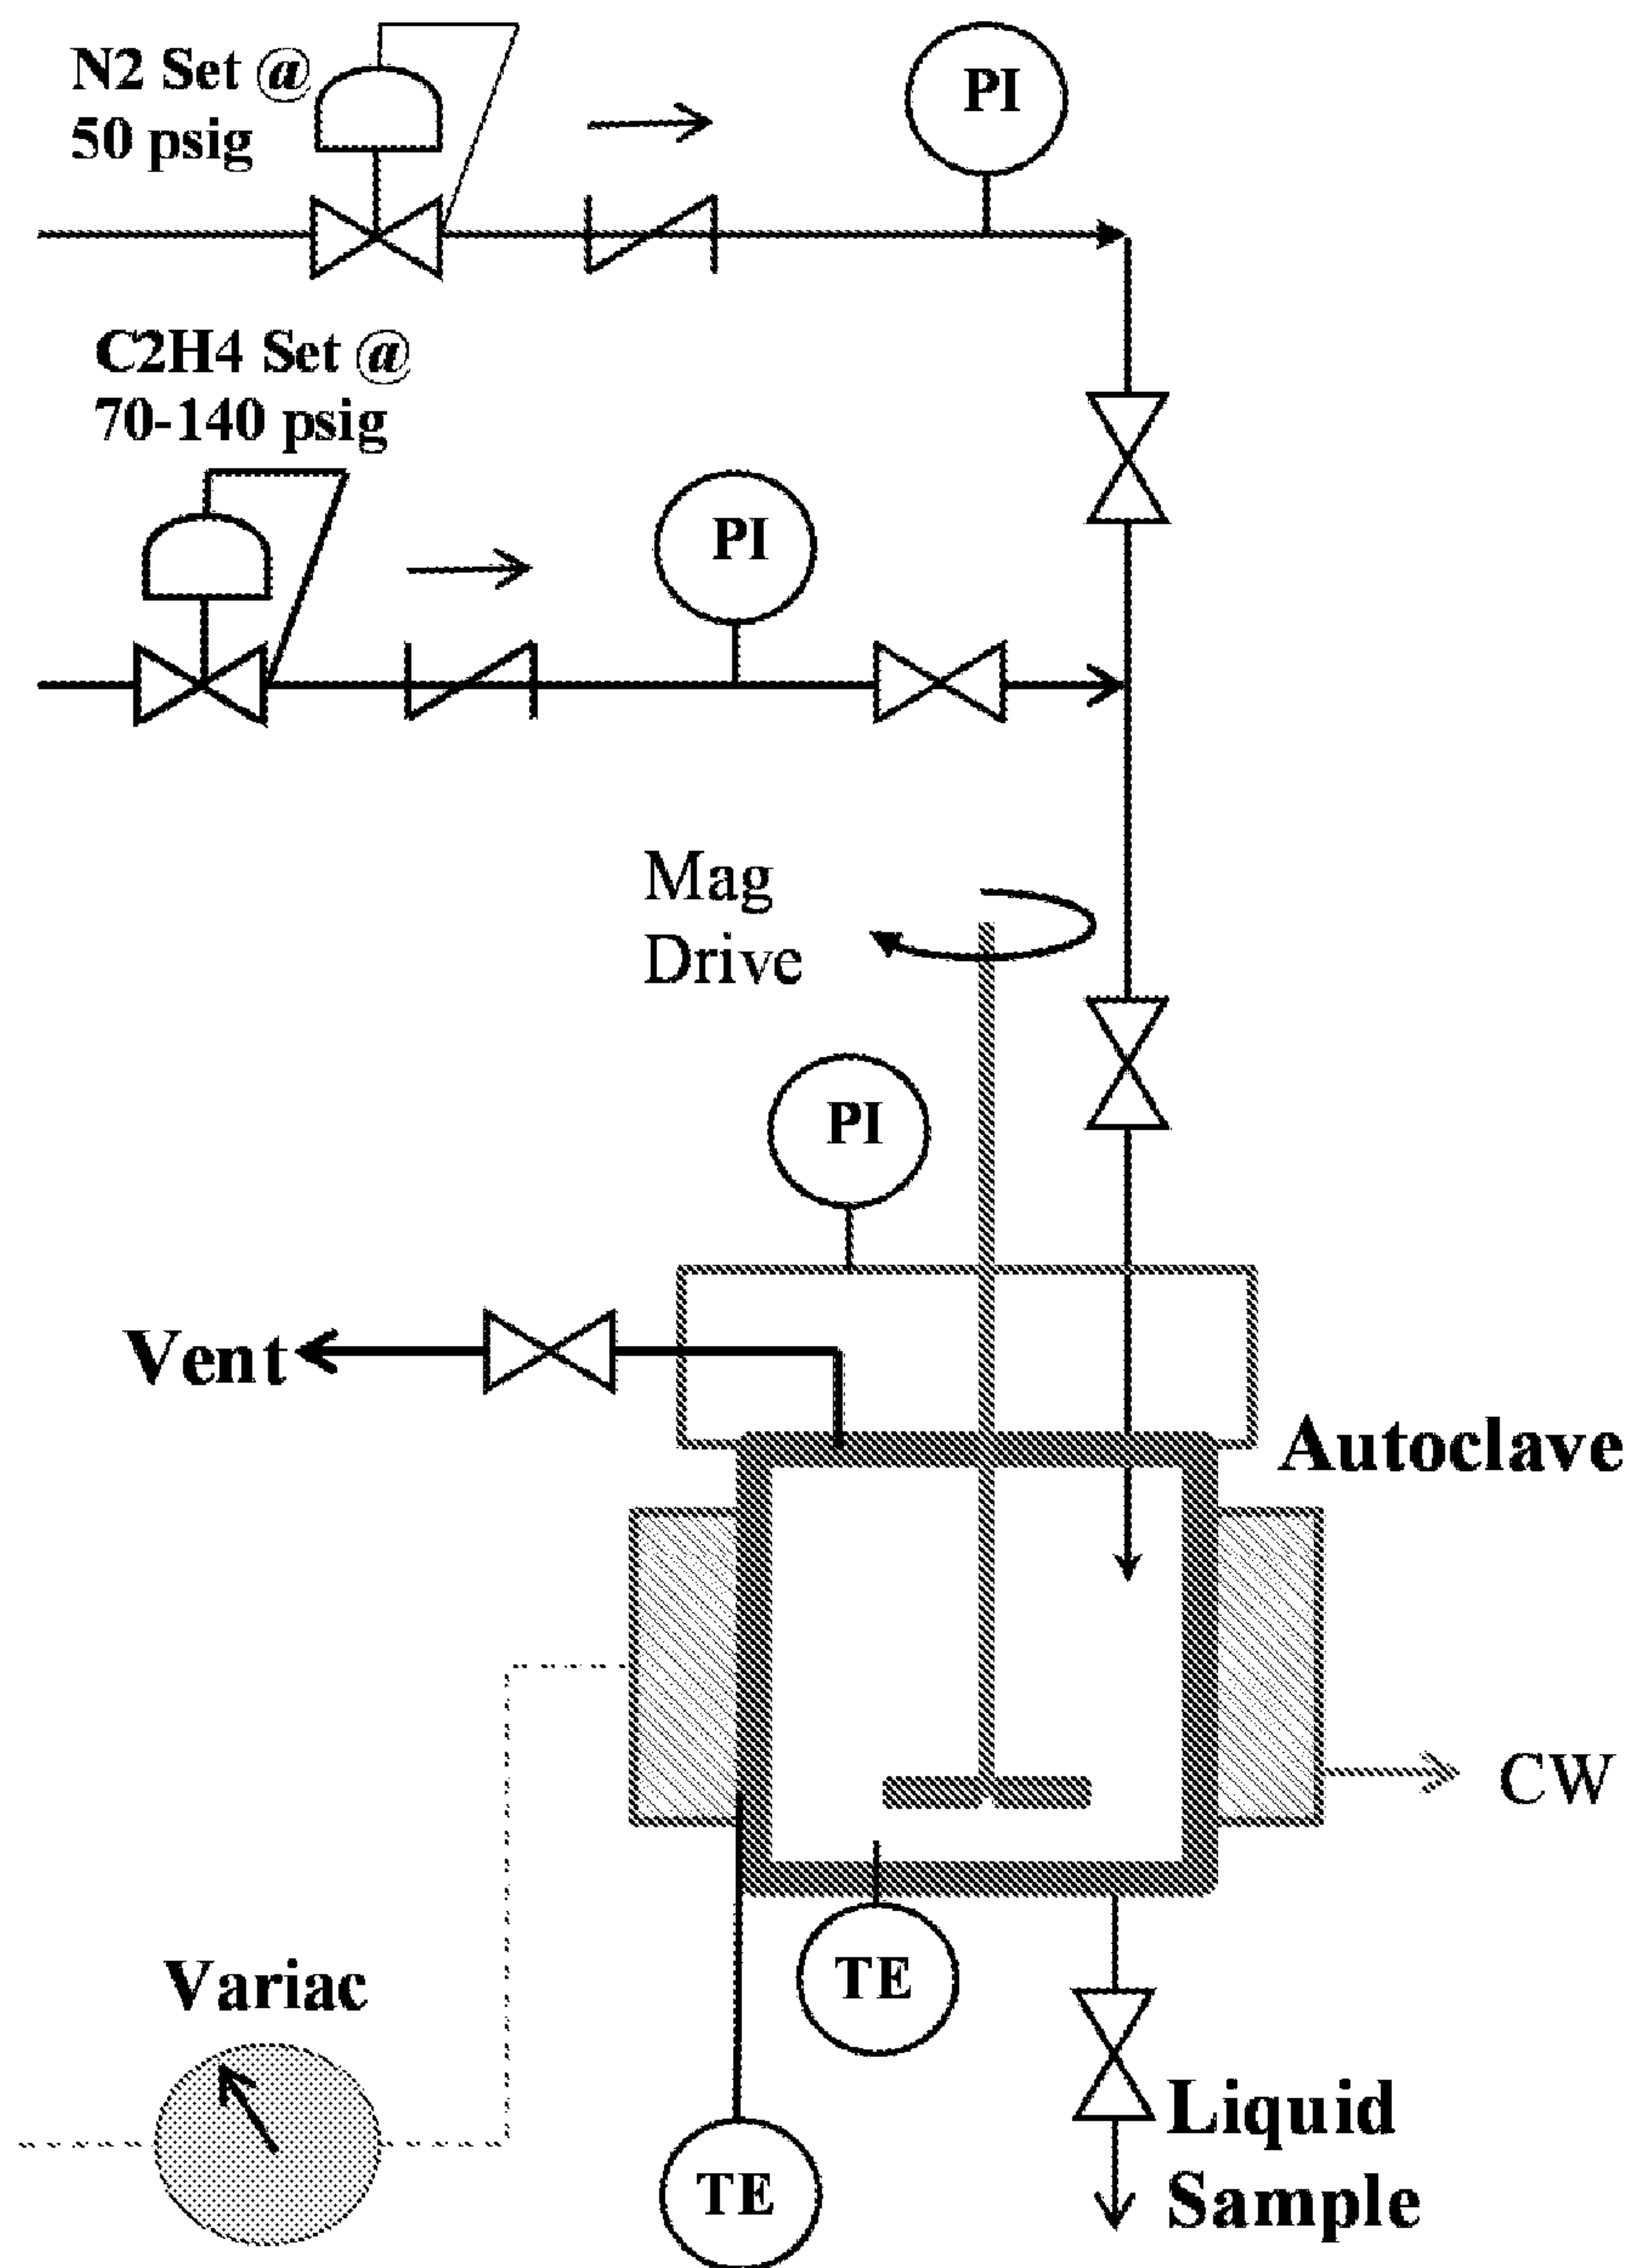 N2 Set @
50 psig
PI
C2H4 Set @
70-140 psig
PI
Mag
Drive
PI
Vent
Autoclave
CW
TE
Variac
Liquid
Sample
TE